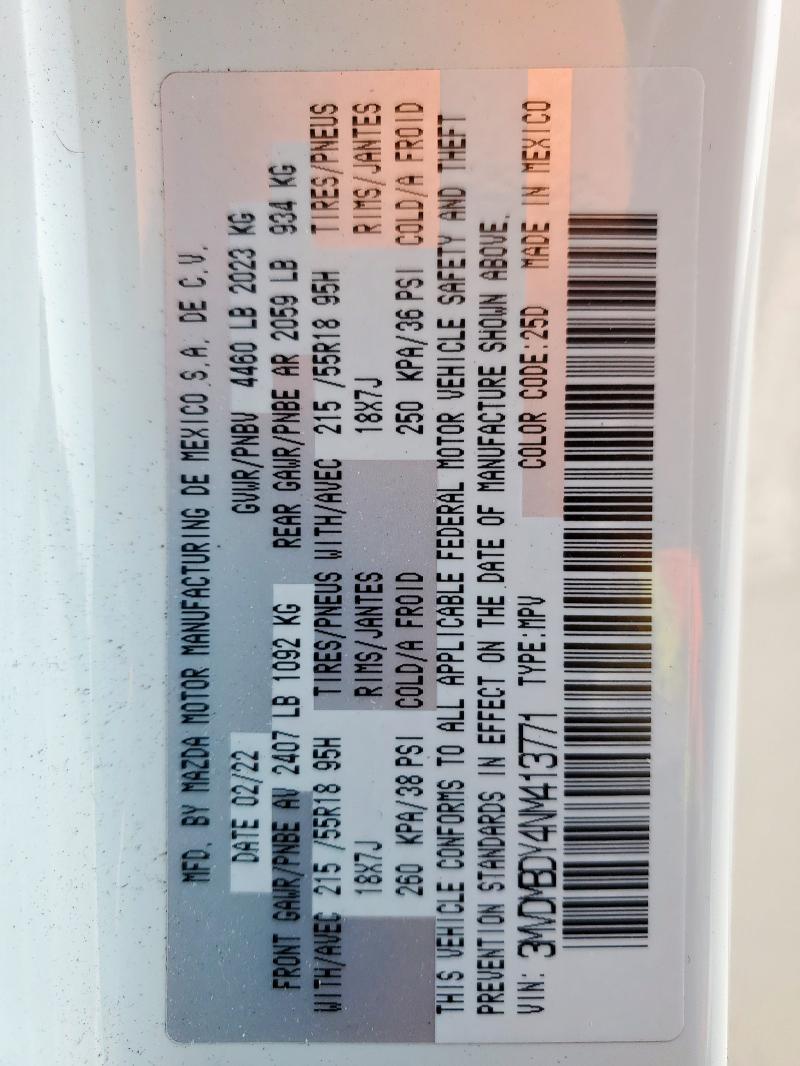 MFD. BY MAZDA MOTOR MANUFACTURING DE MEXICO S.A. DE C.V.
DATE 02/22 GVWR/PNBV 4460 LB 2023 KG
FRONT GAWR/PNBE AV 2407 LB 1092 KG REAR GAWR/PNBE AR 2059 LB 934 KG
WITH/AVEC 215 /55R18 95H TIRES/PNEUS WITH/AVEC 215 /55R18 95H TIRES/PNEUS
18X7J RIMS/JANTES 18X7J RIMS/JANTES
260 KPA/38 PSI COLD/A FROID 250 KPA/36 PSI COLD/A FROID
THIS VEHICLE CONFORMS TO ALL APPLICABLE FEDERAL MOTOR VEHICLE SAFETY AND THEFT
PREVENTION STANDARDS IN EFFECT ON THE DATE OF MANUFACTURE SHOWN ABOVE.
VIN: 3MVDMBDY4NM413771 TYPE:MPV COLOR CODE:25D MADE IN MEXICO